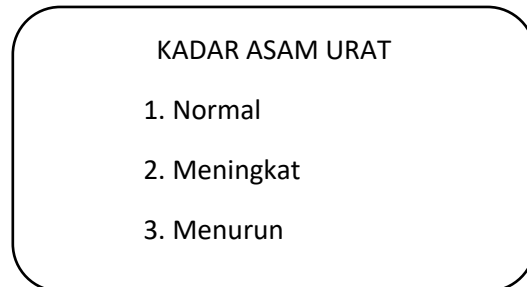 KADAR ASAM URAT
1. Normal
2. Meningkat
3. Menurun